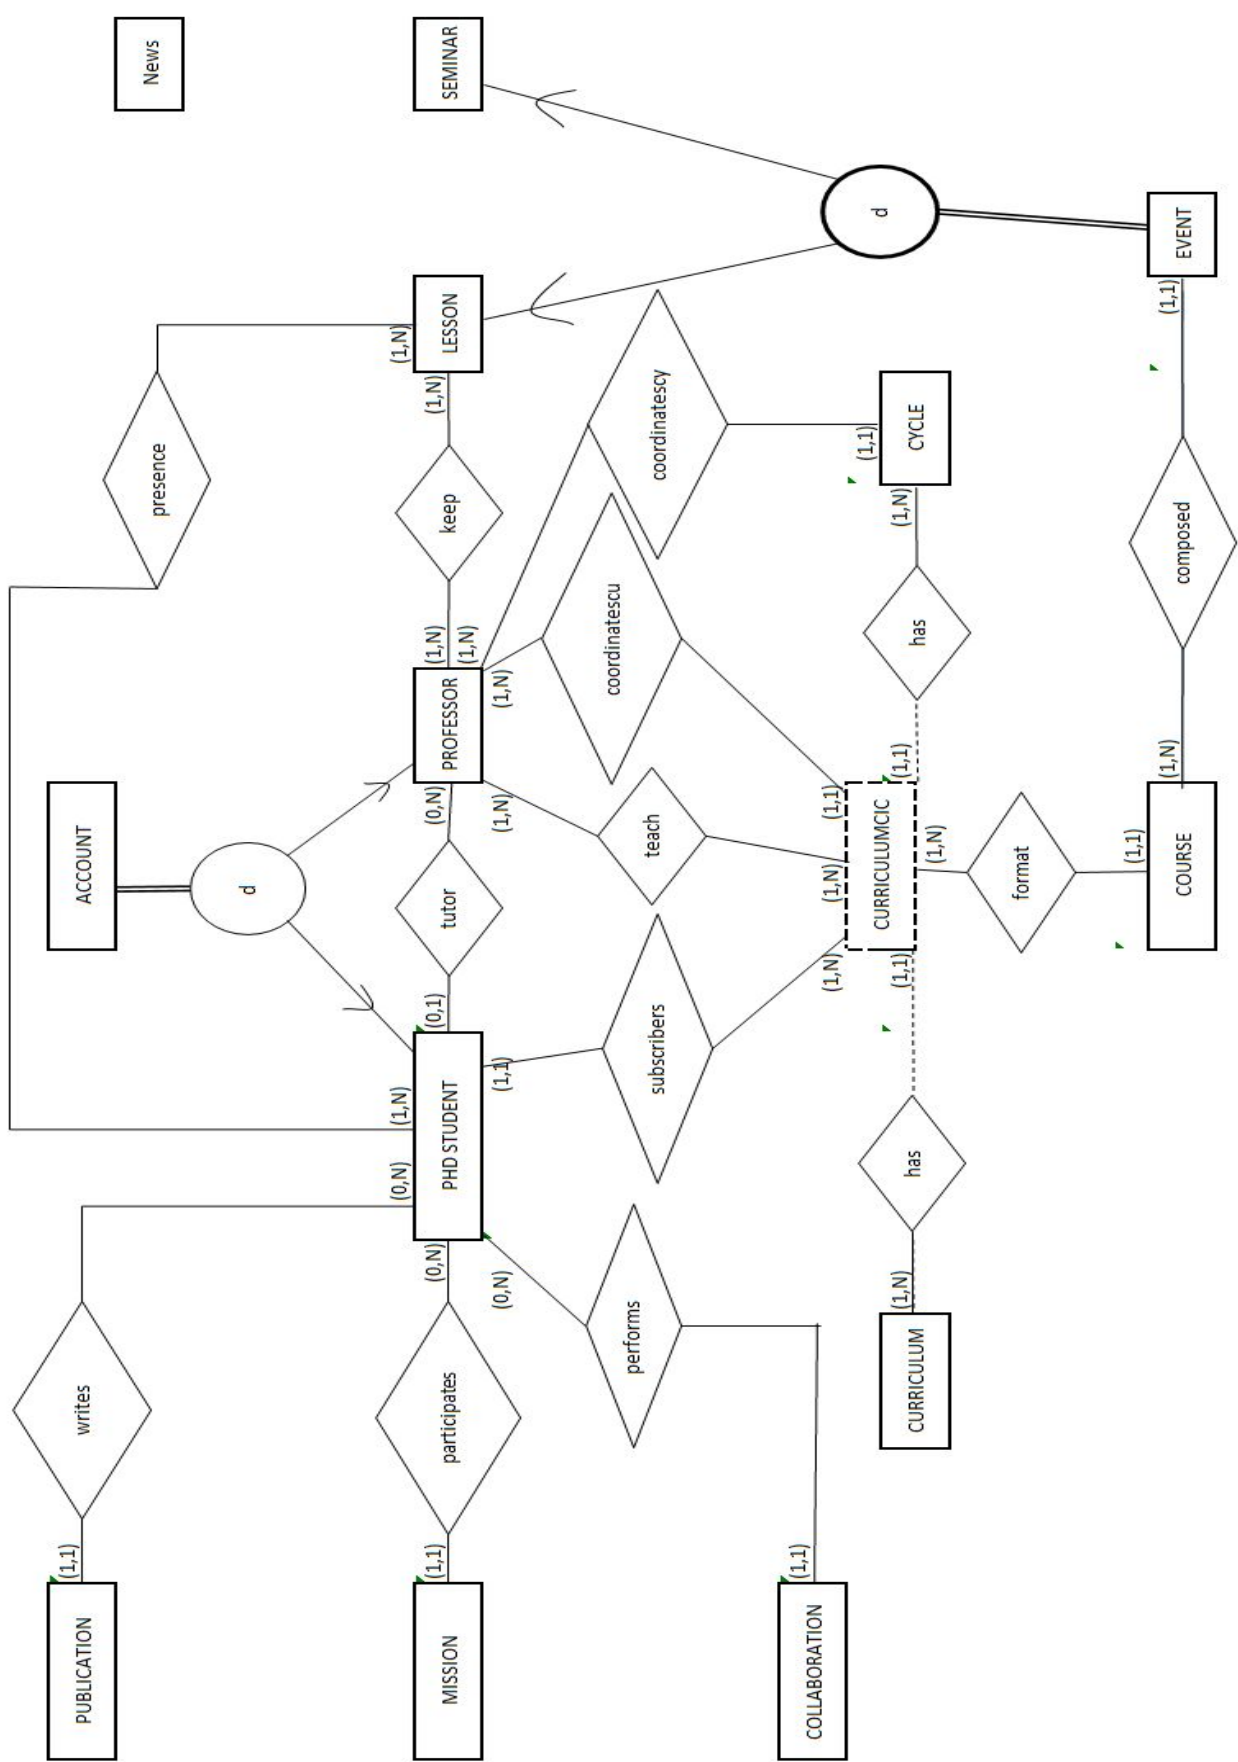 (1,1)
PUBLICATION
writes
ACCOUNT
presence
News
d
(0,N)
(1,N)
(1,N)
(1,1)
(0,N)
(0,1)
(0,N)
(1,N)
(1,N)
MISSION
participates
PHD STUDENT
tutor
PROFESSOR
keep
LESSON
SEMINAR
(1,N)
(0,N)
(1,1)
(1,N)
(1,N)
performs
subscribers
teach
coordinatescu
coordinatescy
(1,1)
COLLABORATION
(1,N)
(1,N)
(1,1)
(1,1)
CURRICULUMCIC
d
(1,N)
(1,1)
(1,1)
(1,N)
CURRICULUM
has
has
CYCLE
(1,N)
format
(1,1)
(1,N)
(1,1)
COURSE
composed
EVENT